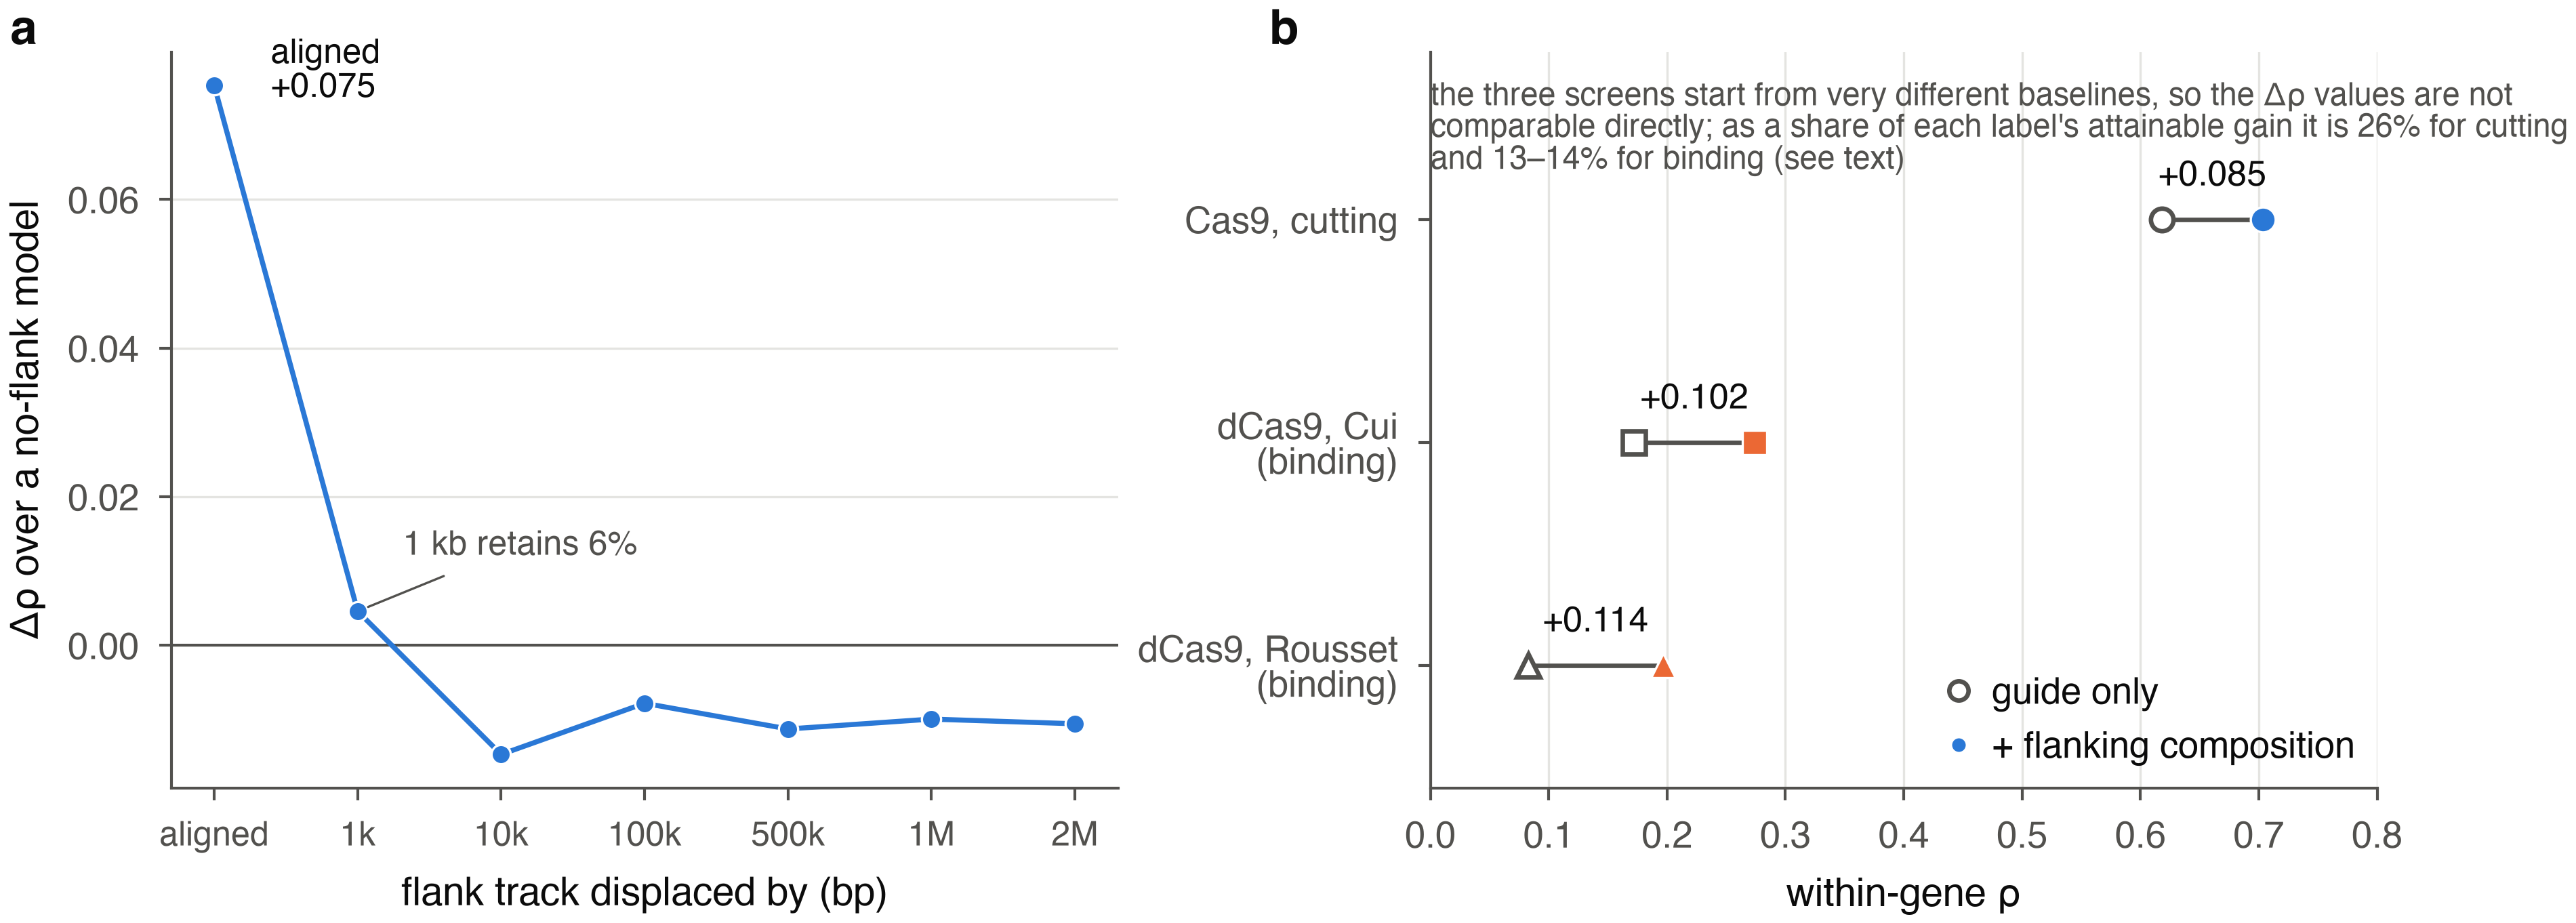 a
aligned
+0.075
Δρ over a no-flank model
0.06
0.04
0.02
0.00
1 kb retains 6%
aligned
1k
10k
100k
500k
1M
2M
flank track displaced by (bp)
b
the three screens start from very different baselines, so the Δρ values are not
comparable directly; as a share of each label's attainable gain it is 26% for cutting
and 13–14% for binding (see text)
+0.085
Cas9, cutting
+0.102
dCas9, Cui
(binding)
+0.114
dCas9, Rousset
(binding)
guide only
+ flanking composition
0.0
0.1
0.2
0.3
0.4
0.5
0.6
0.7
0.8
within-gene ρ